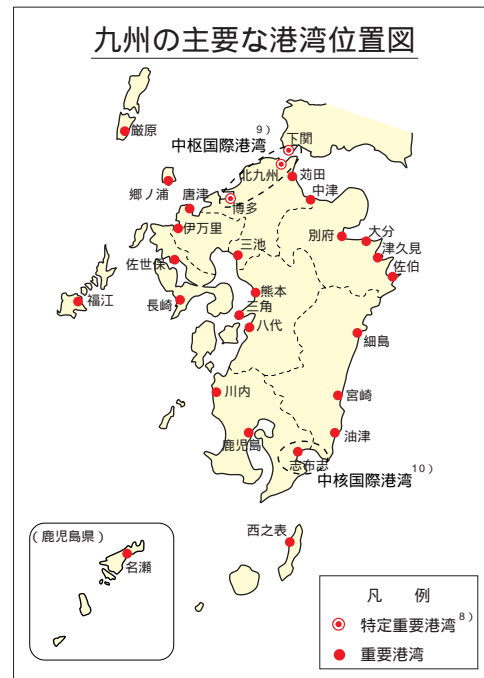 九州の主要な港湾位置図
厳原
中枢国際港湾9）
下関
北九州
苅田
郷ノ浦
唐津
博多
中津
伊万里
別府
大分
三池
津久見
佐世保
佐伯
福江
長崎
熊本
三角
八代
細島
川内
宮崎
鹿児島
油津
志布志
中核国際港湾10）
西之表
（鹿児島県）
名瀬
凡 例
特定重要港湾8）
重要港湾